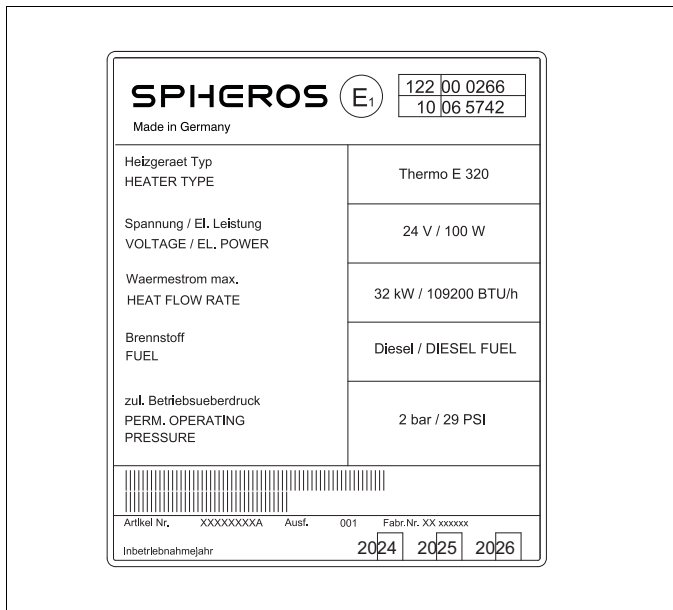 SPHEROS E1 122 00 0266
10 06 5742
Made in Germany
Heizgeraet Typ
HEATER TYPE
Thermo E 320
Spannung / El. Leistung
VOLTAGE / EL. POWER
24 V / 100 W
Waermestrom max.
HEAT FLOW RATE
32 kW / 109200 BTU/h
Brennstoff
FUEL
Diesel / DIESEL FUEL
zul. Betriebsueberdruck
PERM. OPERATING
PRESSURE
2 bar / 29 PSI
Artikel Nr. XXXXXXXXA Ausf. 001 Fabr.Nr. XX xxxxxx
Inbetriebnahmejahr 2024 2025 2026